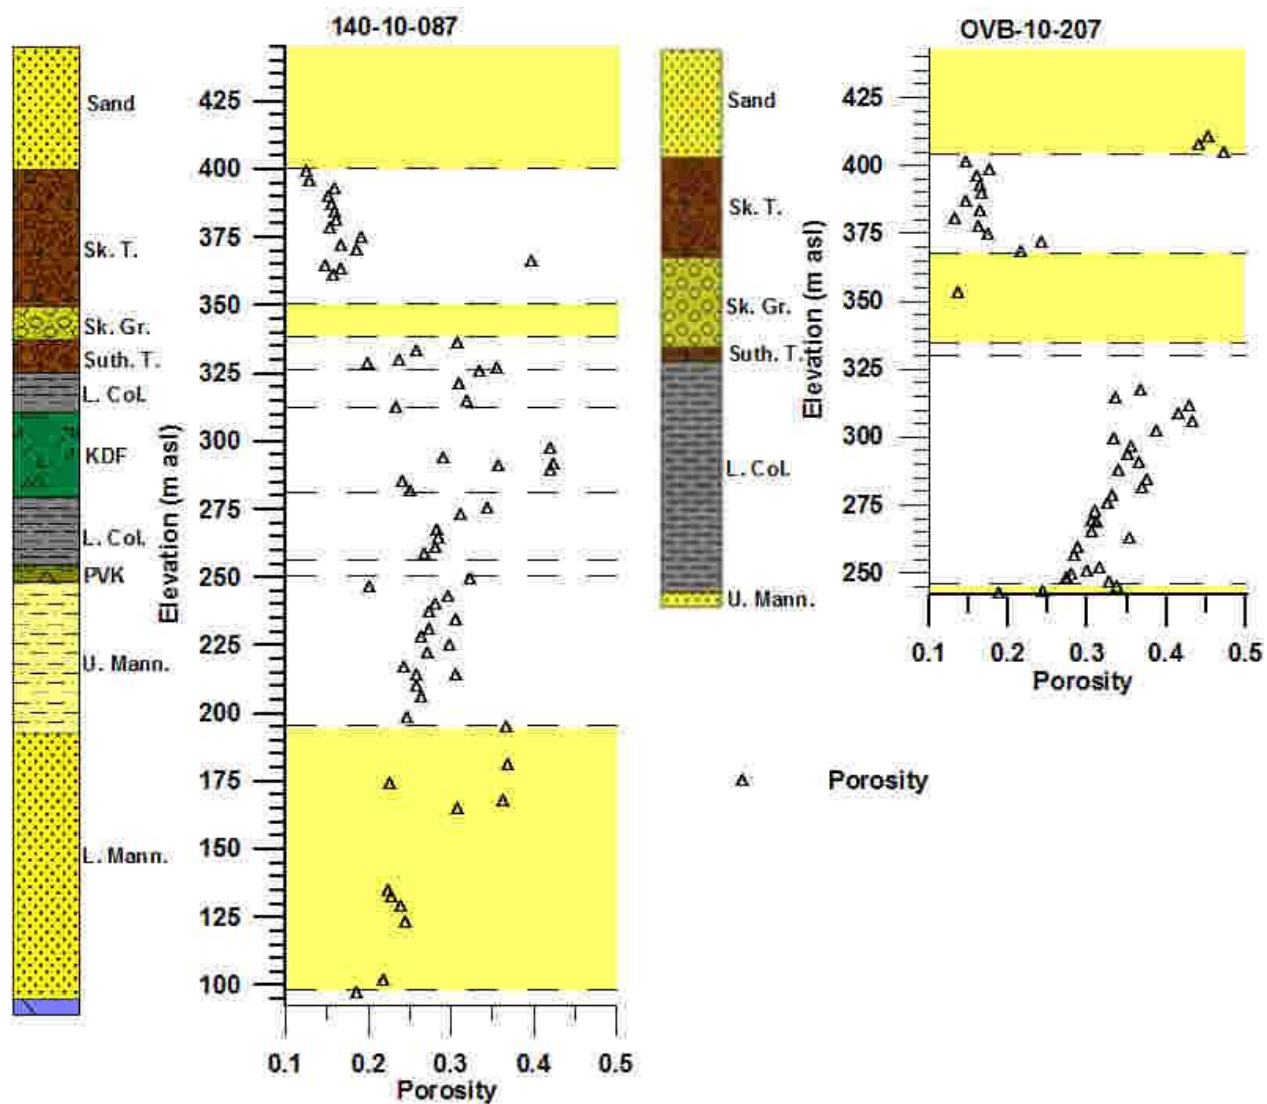 140-10-087
OVB-10-207
Sand
Sk. T.
Sk. Gr.
Suth. T.
L. Col.
KDF
L. Col.
PVK
U. Mann.
L. Mann.
Elevation (m asl)
425
400
375
350
325
300
275
250
225
200
175
150
125
100
0.1 0.2 0.3 0.4 0.5
Porosity
Sand
Sk. T.
Sk. Gr.
Suth. T.
L. Col.
U. Mann.
Elevation (m asl)
425
400
375
350
325
300
275
250
0.1 0.2 0.3 0.4 0.5
Porosity
Porosity